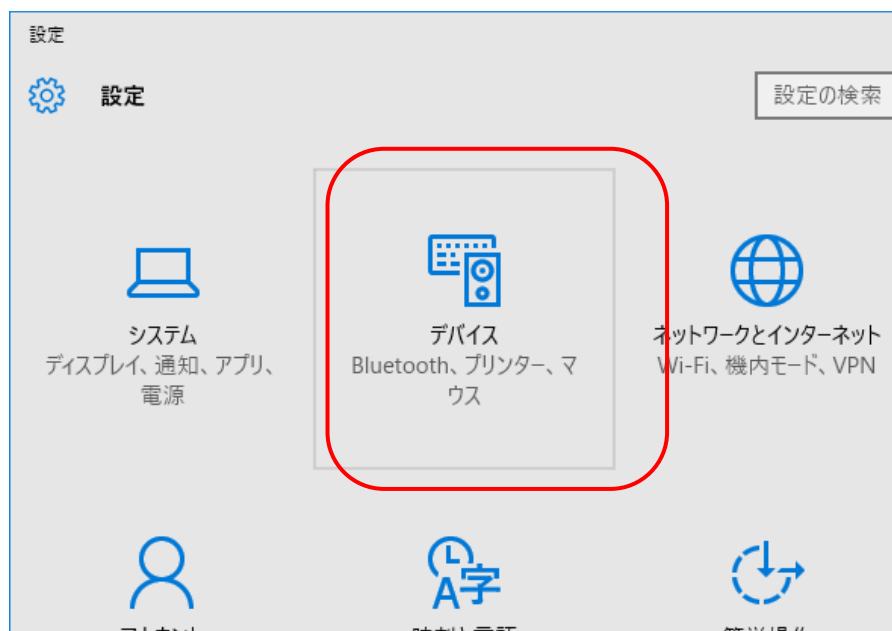 設定
設定
設定の検索
システム
ディスプレイ、通知、アプリ、
電源
デバイス
Bluetooth、プリンター、マ
ウス
ネットワークとインターネット
Wi-Fi、機内モード、VPN
A字